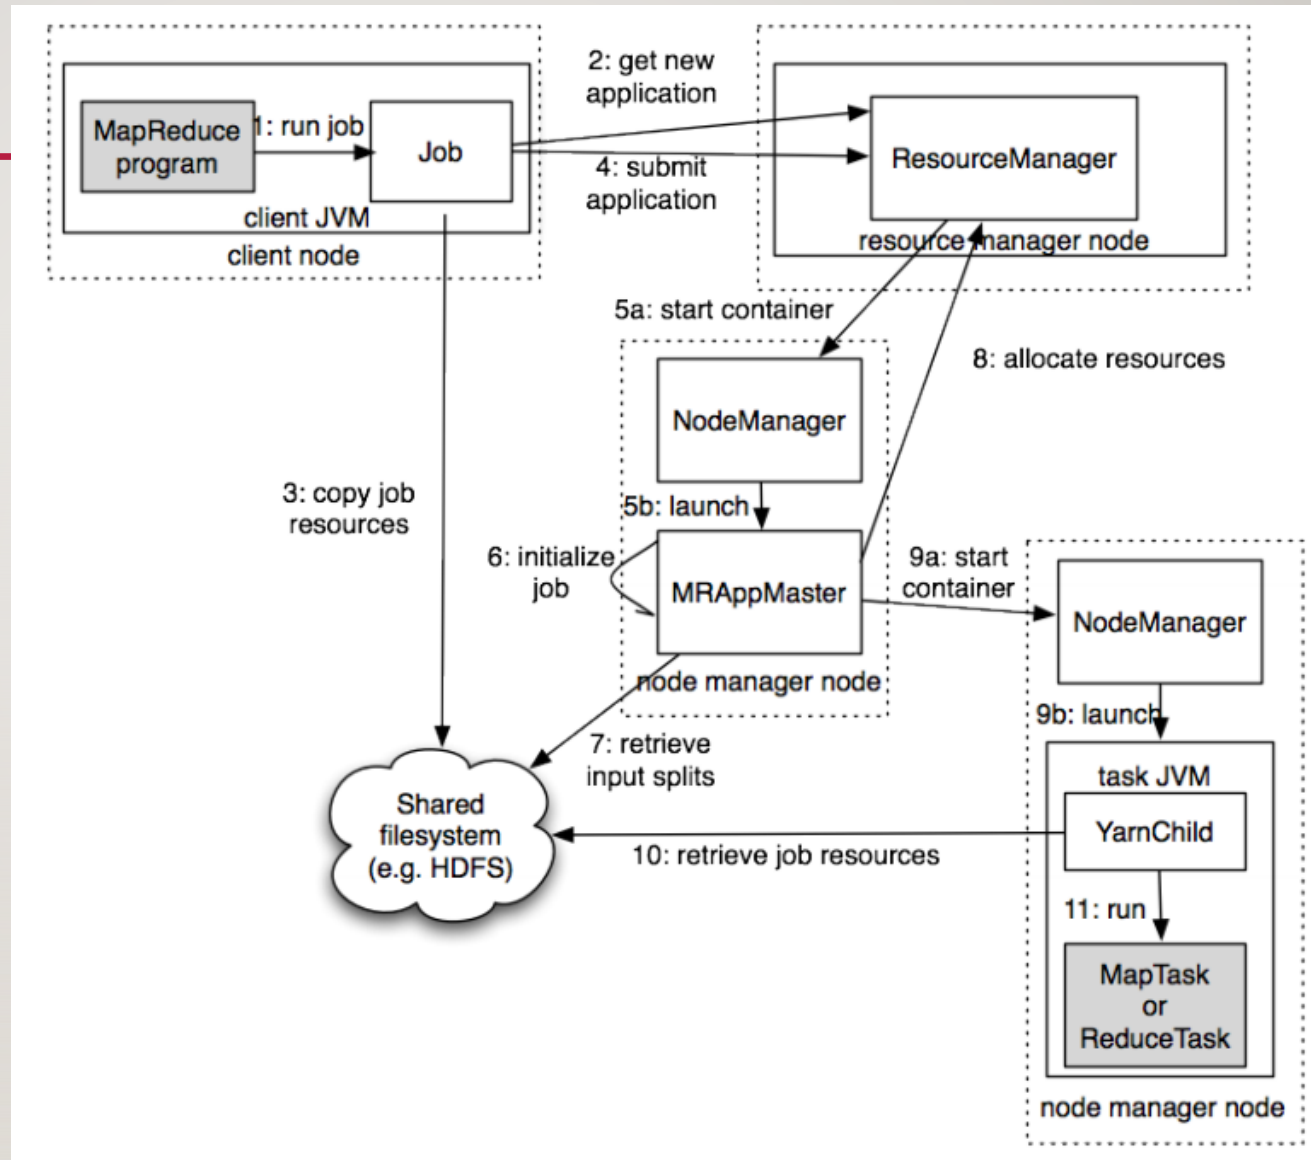 MapReduce
program
1: run job
Job
client JVM
client node
2: get new
application
4: submit
application
ResourceManager
resource manager node
5a: start container
8: allocate resources
NodeManager
5b: launch
3: copy job
resources
6: initialize
job
MRAppMaster
9a: start
container
node manager node
NodeManager
9b: launch
7: retrieve
input splits
task JVM
Shared
filesystem
(e.g. HDFS)
YarnChild
10: retrieve job resources
11: run
MapTask
or
ReduceTask
node manager node